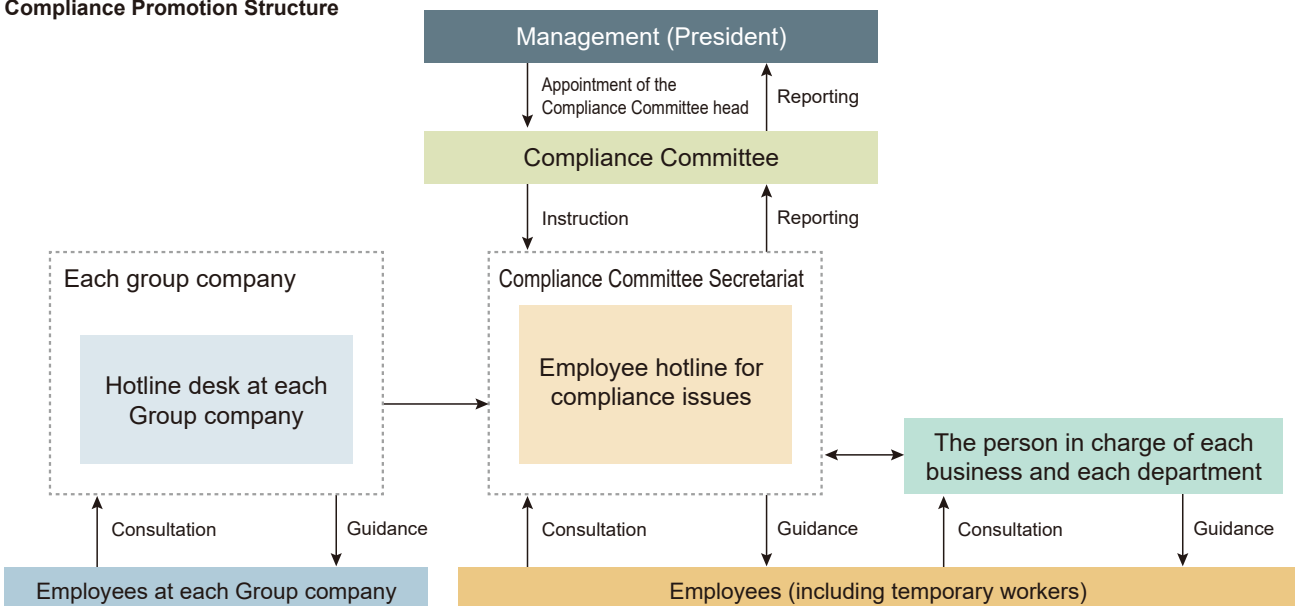 Compliance Promotion Structure
Management (President)
Appointment of the
Compliance Committee head
Reporting
Compliance Committee
Instruction
Reporting
Each group company
Hotline desk at each
Group company
Compliance Committee Secretariat
Employee hotline for
compliance issues
The person in charge of each
business and each department
Consultation
Guidance
Consultation
Guidance
Consultation
Guidance
Employees at each Group company
Employees (including temporary workers)